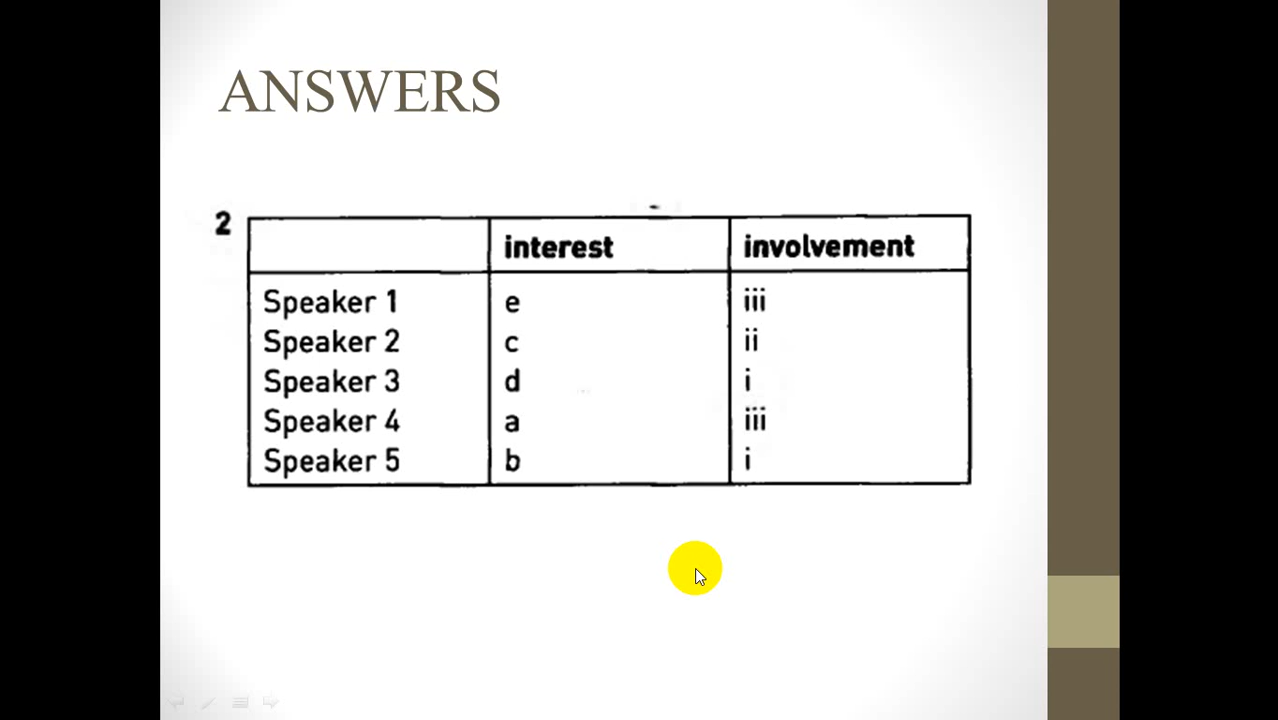 ANSWERS
2
interest involvement
Speaker 1 e iii
Speaker 2 c ii
Speaker 3 d i
Speaker 4 a iii
Speaker 5 b i